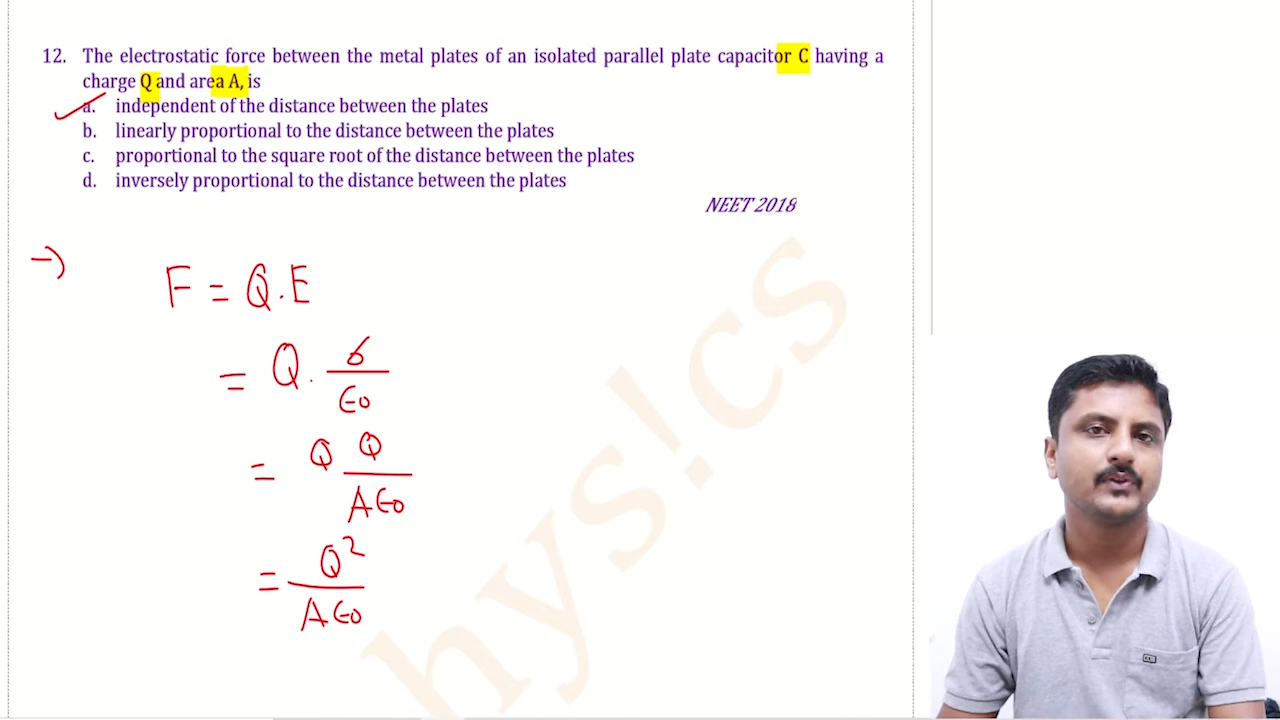 12. The electrostatic force between the metal plates of an isolated parallel plate capacitor C having a
charge Q and area A, is
a. independent of the distance between the plates
b. linearly proportional to the distance between the plates
c. proportional to the square root of the distance between the plates
d. inversely proportional to the distance between the plates
NEET 2018
→ F = Q.E
= Q. σ/ϵ0
= Q Q/Aϵ0
= Q²/Aϵ0
hys!cs